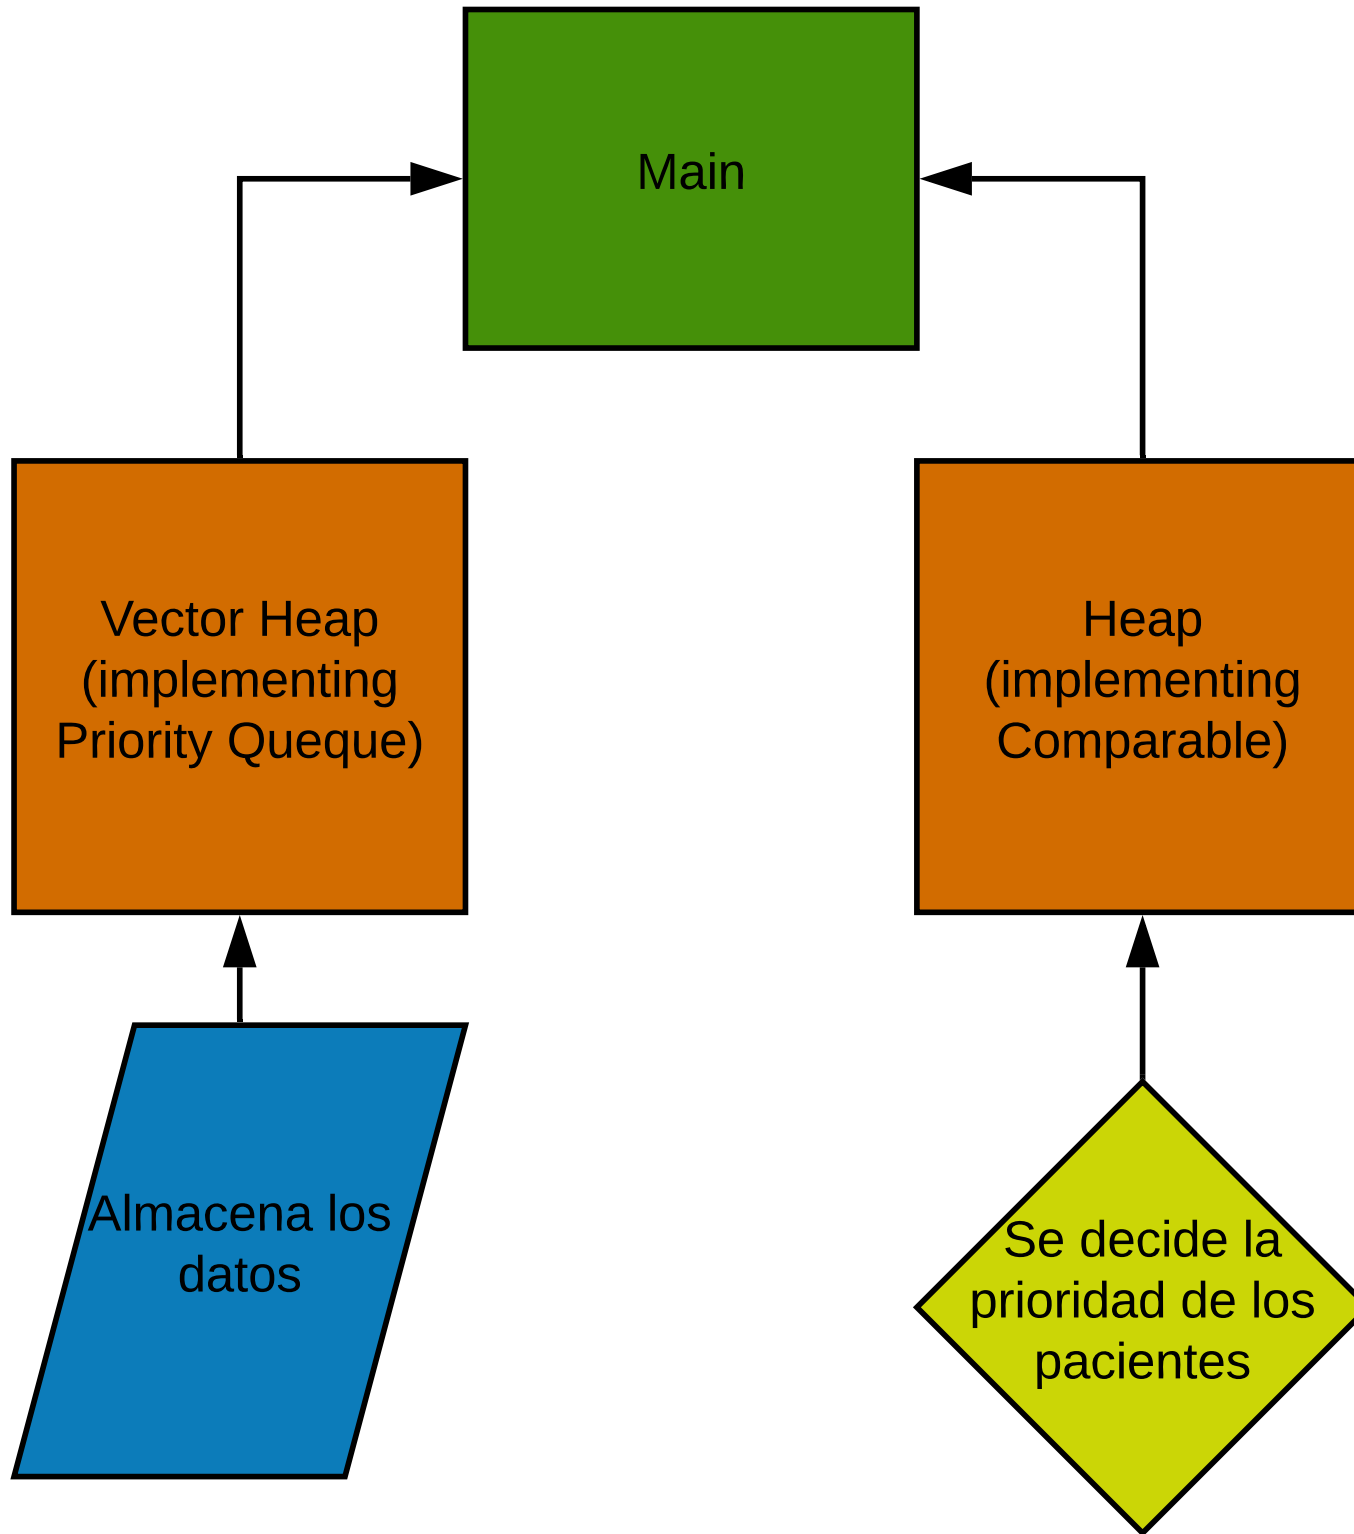 Main
Vector Heap
(implementing
Priority Queque)
Heap
(implementing
Comparable)
Almacena los
datos
Se decide la
prioridad de los
pacientes